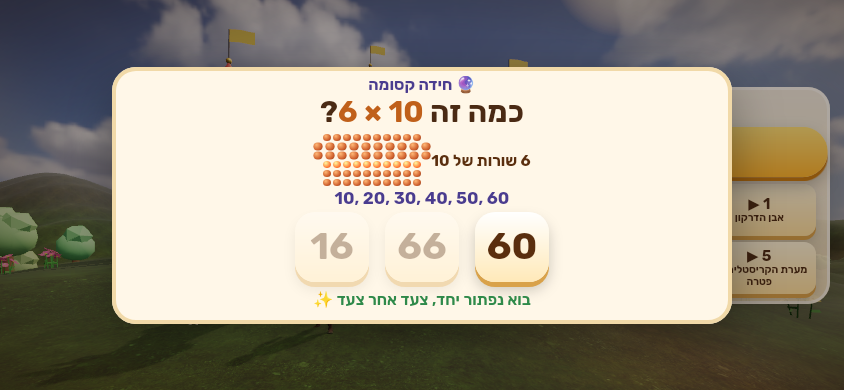 🔮 חידה קסומה
כמה זה 10 × 6?
6 שורות של 10
10, 20, 30, 40, 50, 60
16
66
60
בוא נפתור יחד, צעד אחר צעד ✨
▶ 1
אבן הדרקון
▶ 5
מערת
פטרה